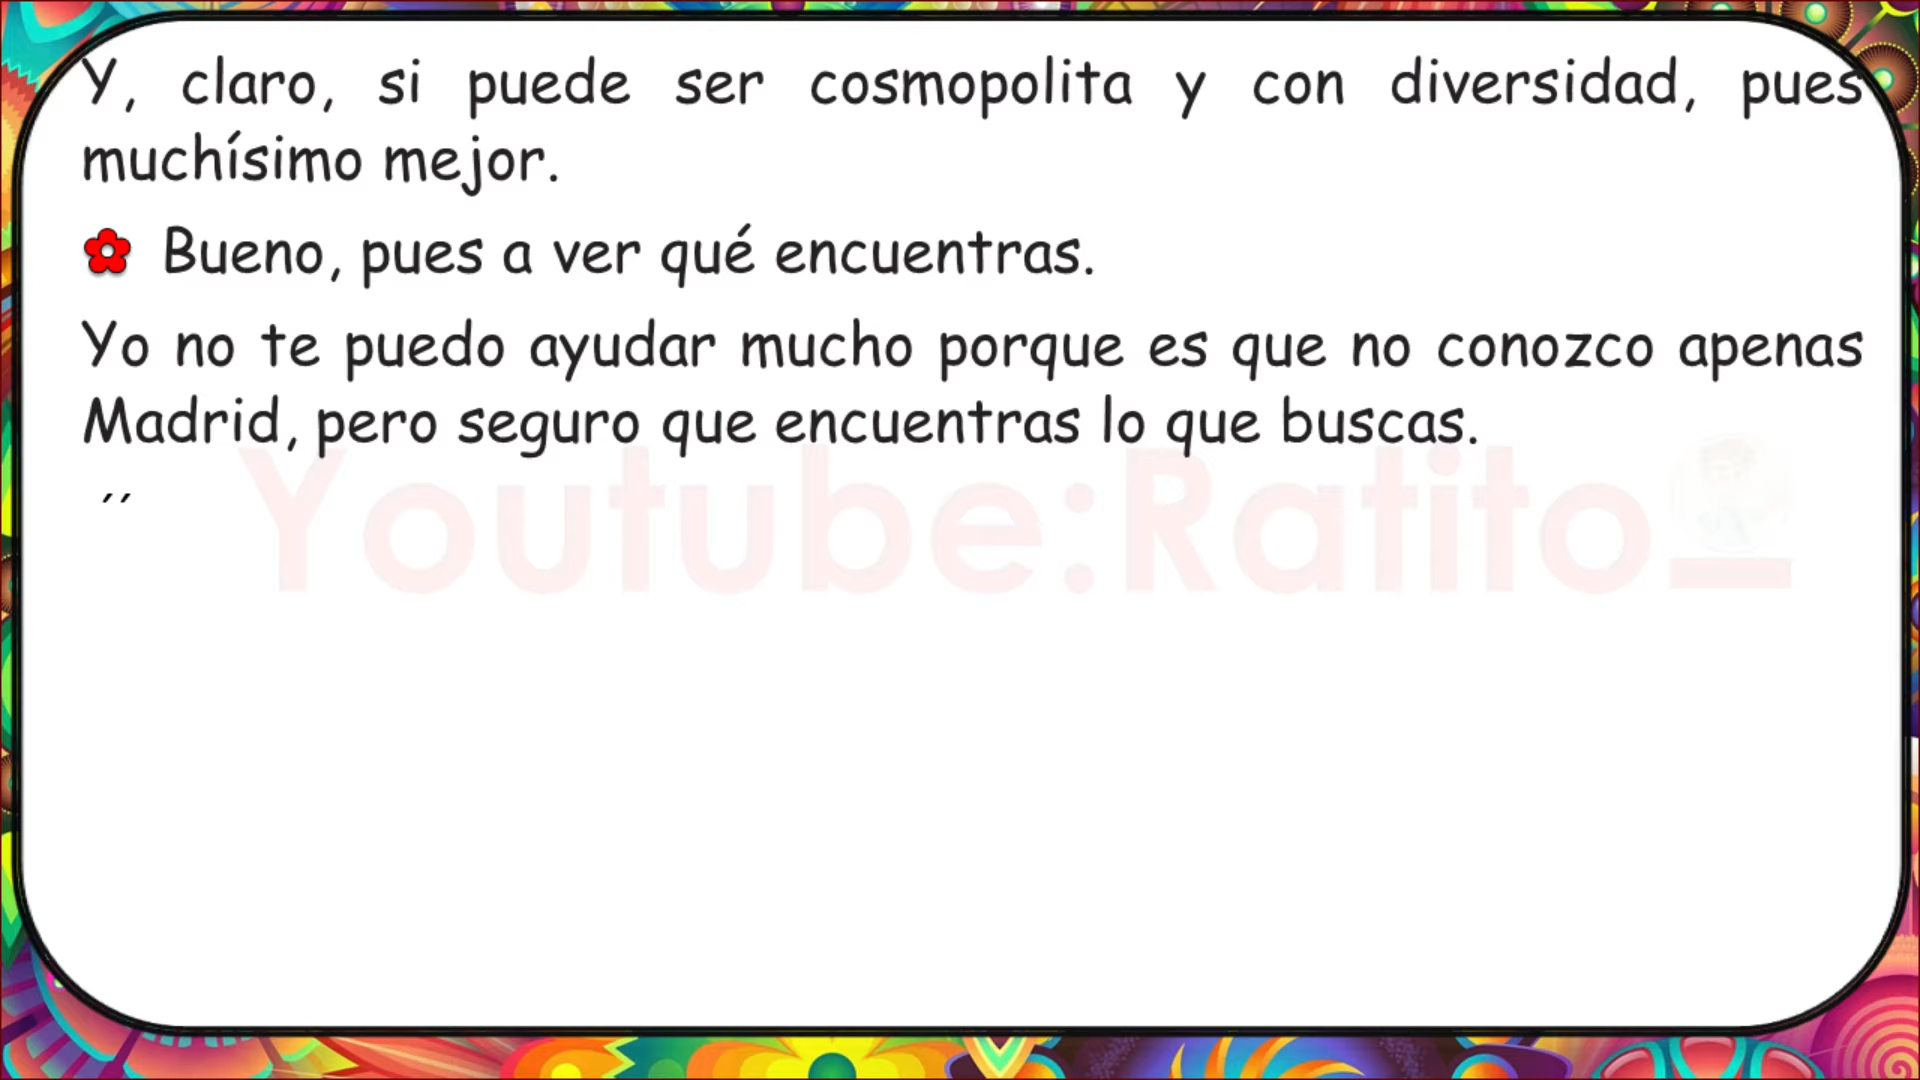 Y, claro, si puede ser cosmopolita y con diversidad, pues
muchísimo mejor.
Bueno, pues a ver qué encuentras.
Yo no te puedo ayudar mucho porque es que no conozco apenas
Madrid, pero seguro que encuentras lo que buscas.
´´
Youtube:Ratito